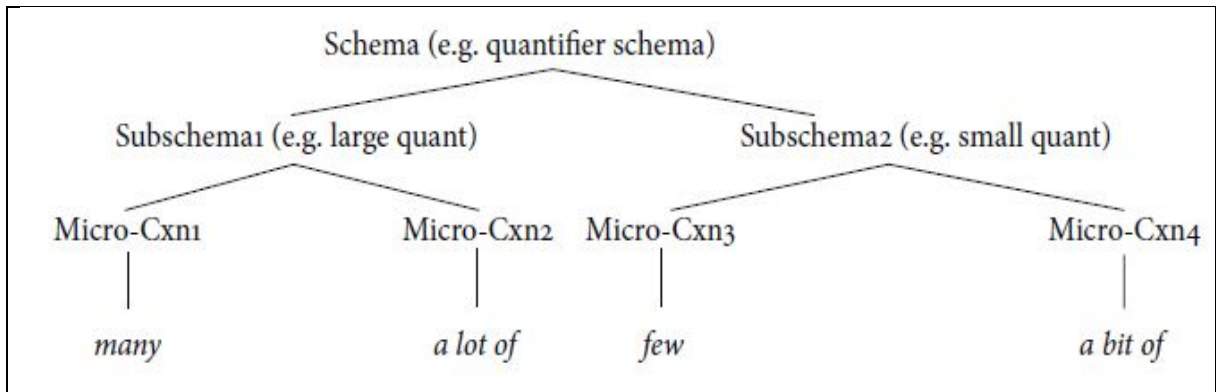 Schema (e.g. quantifier schema)
Subschema1 (e.g. large quant) Subschema2 (e.g. small quant)
Micro-Cxn1 Micro-Cxn2 Micro-Cxn3 Micro-Cxn4
many a lot of few a bit of